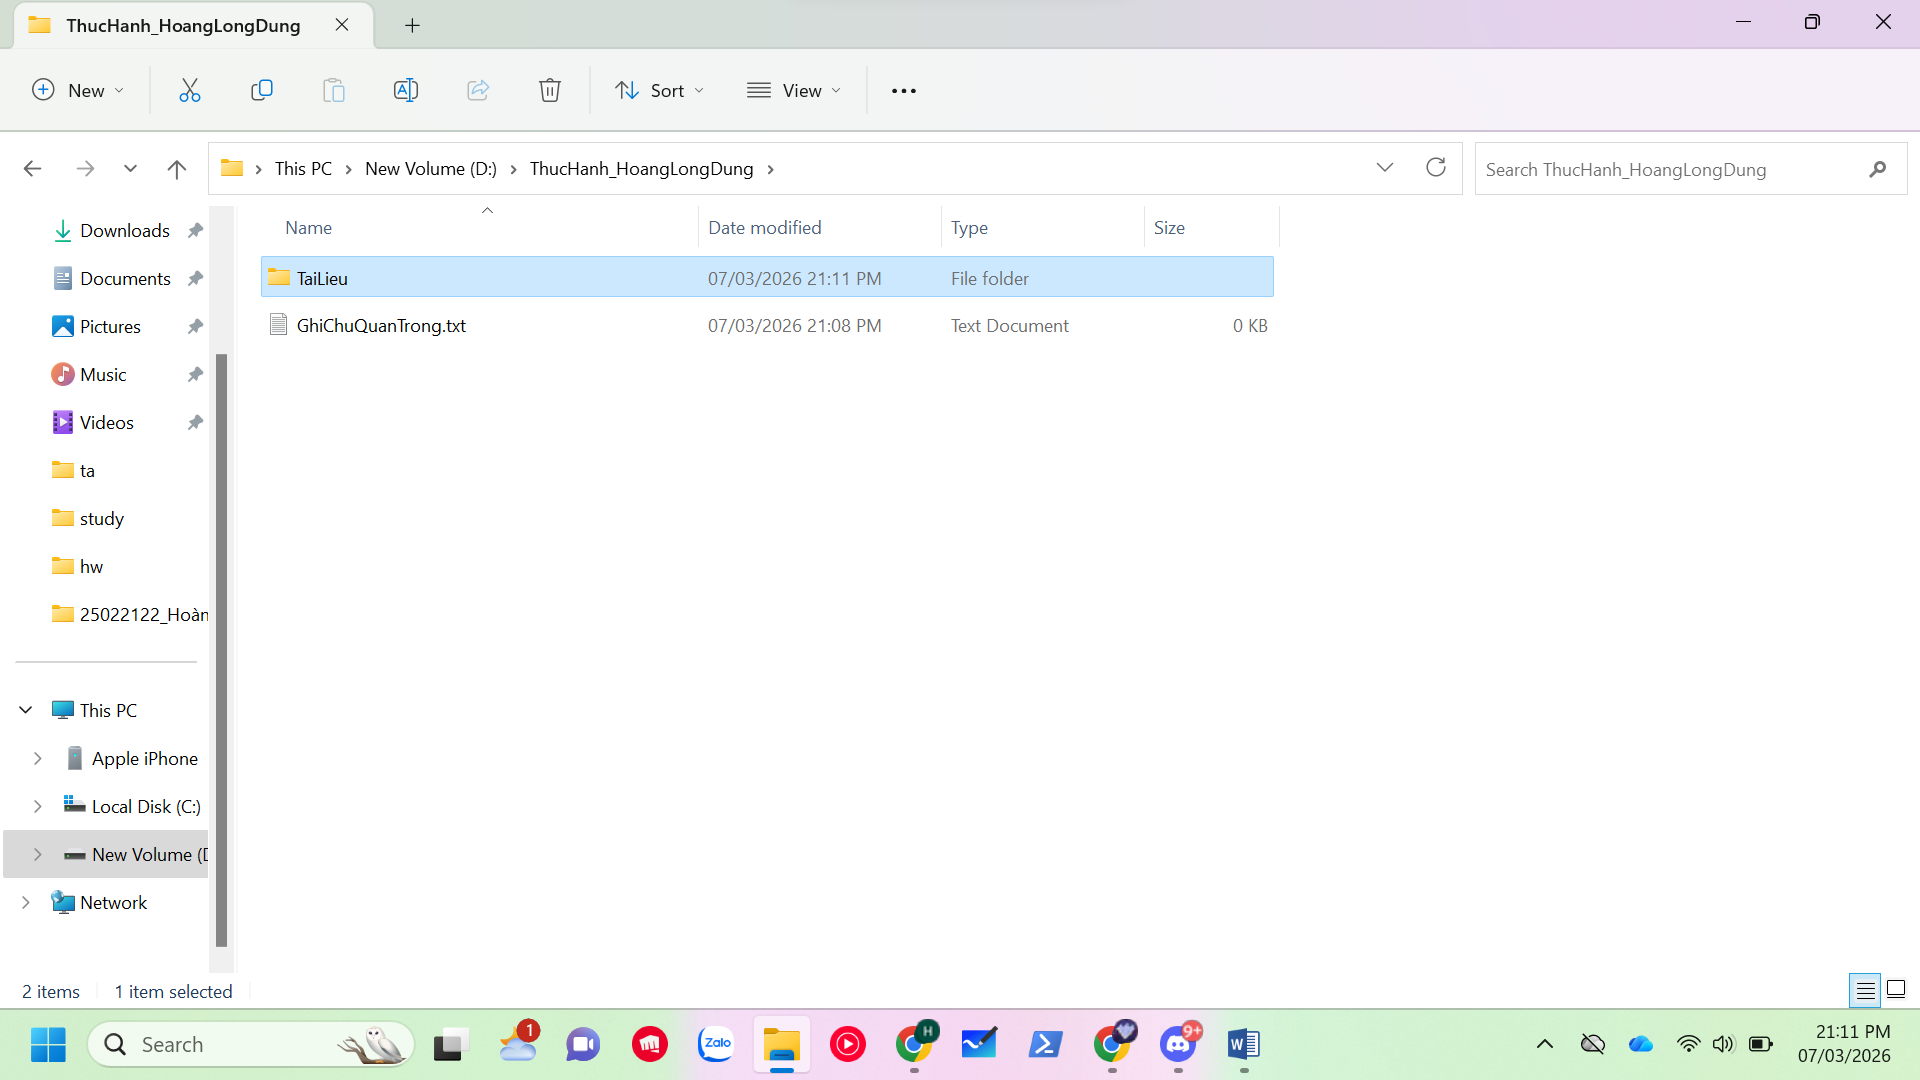 ThucHanh_HoangLongDung
New
Sort
View
This PC
New Volume (D:)
ThucHanh_HoangLongDung
Search ThucHanh_HoangLongDung
Name
Date modified
Type
Size
TaiLieu
07/03/2026 21:11 PM
File folder
GhiChuQuanTrong.txt
07/03/2026 21:08 PM
Text Document
0 KB
Downloads
Documents
Pictures
Music
Videos
ta
study
hw
25022122_Hoàn
This PC
Apple iPhone
Local Disk (C:)
New Volume (D
Network
2 items
1 item selected
Search
1
Zalo
H
9+
W
21:11 PM
07/03/2026